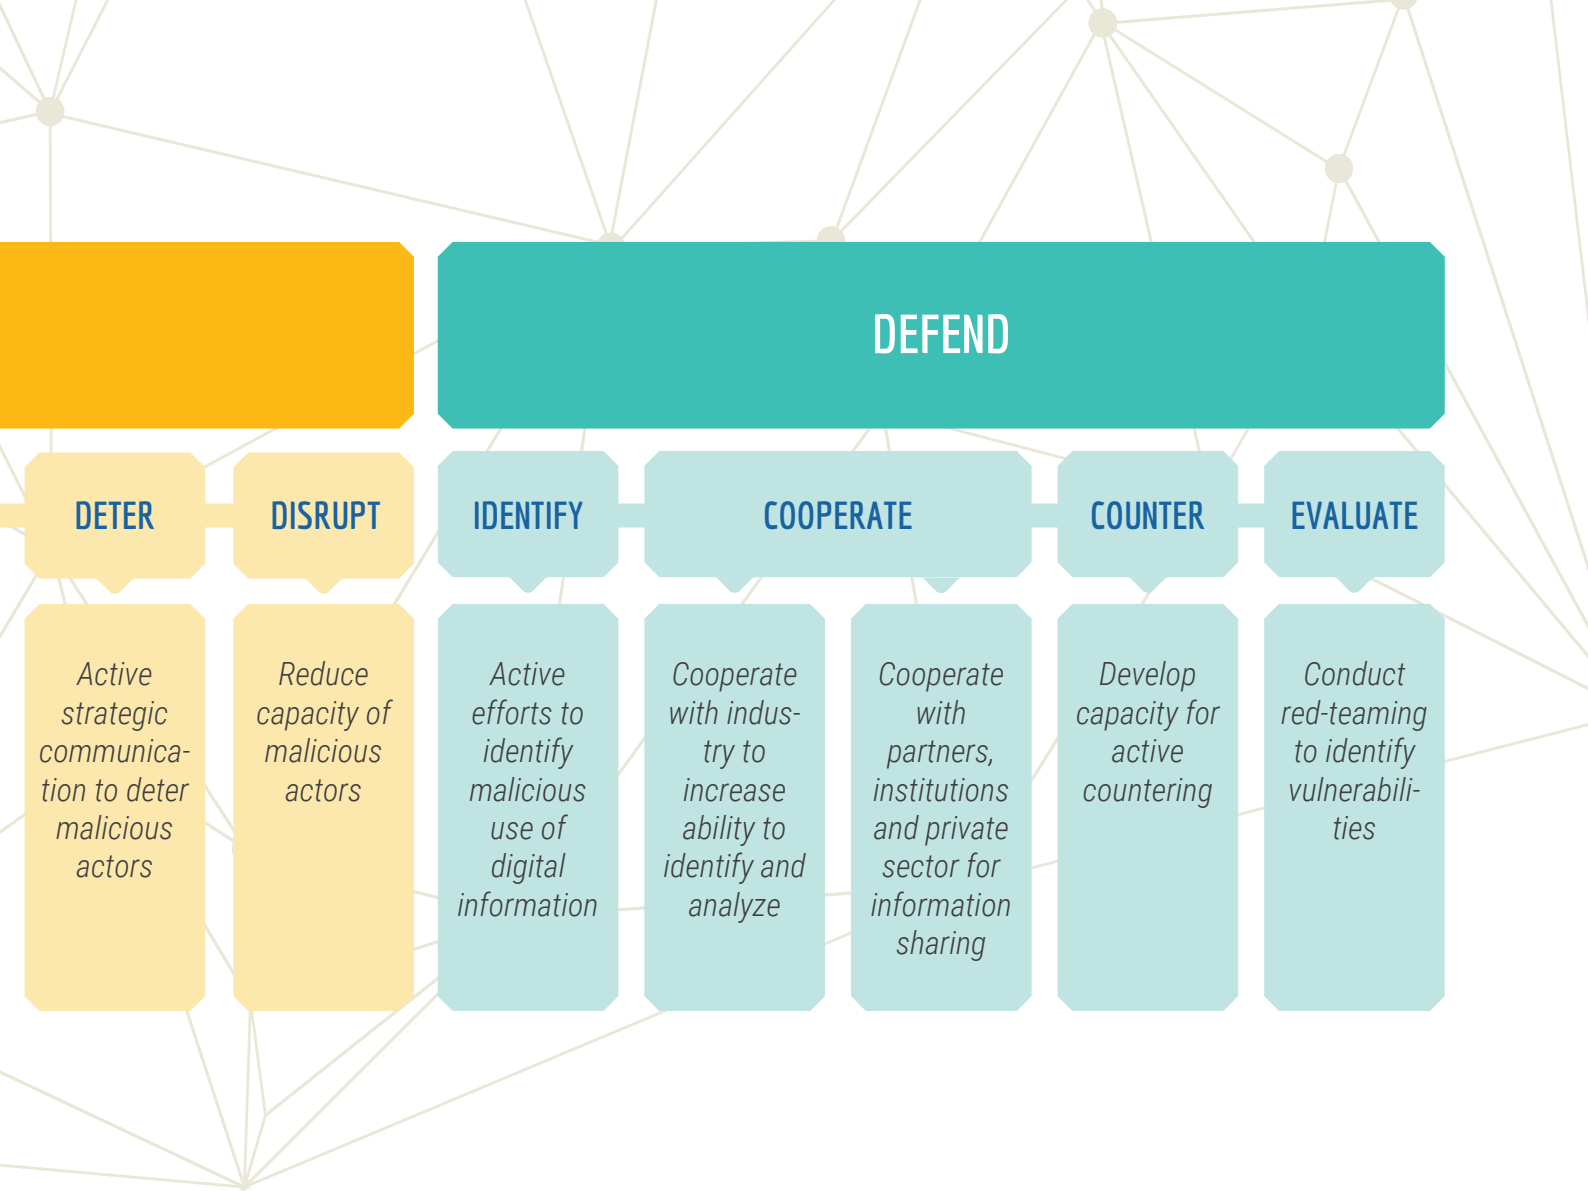 DEFEND
DETER
DISRUPT
IDENTIFY
COOPERATE
COUNTER
EVALUATE
Active
strategic
communica-
tion to deter
malicious
actors
Reduce
capacity of
malicious
actors
Active
efforts to
identify
malicious
use of
digital
information
Cooperate
with indus-
try to
increase
ability to
identify and
analyze
Cooperate
with
partners,
institutions
and private
sector for
information
sharing
Develop
capacity for
active
countering
Conduct
red-teaming
to identify
vulnerabili-
ties